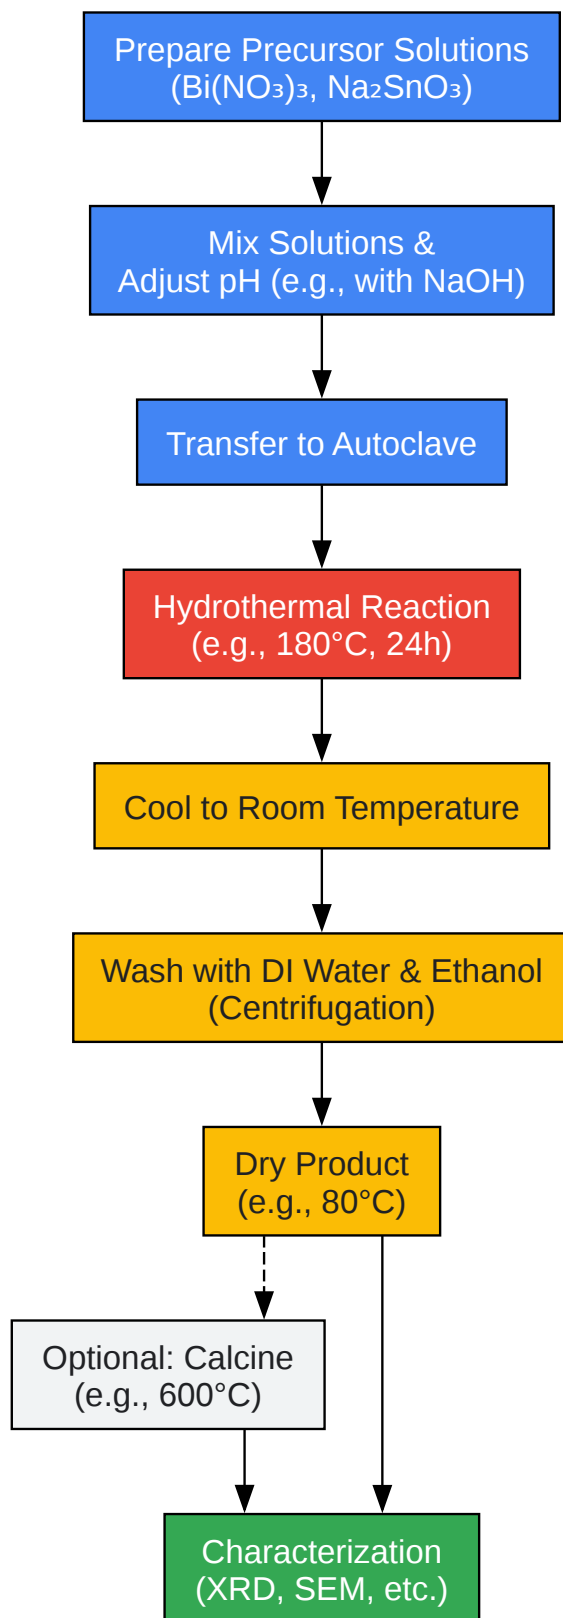 Prepare Precursor Solutions
(Bi(NO₃)₃, Na₂SnO₃)
Mix Solutions &
Adjust pH (e.g., with NaOH)
Transfer to Autoclave
Hydrothermal Reaction
(e.g., 180°C, 24h)
Cool to Room Temperature
Wash with DI Water & Ethanol
(Centrifugation)
Dry Product
(e.g., 80°C)
Optional: Calcine
(e.g., 600°C)
Characterization
(XRD, SEM, etc.)